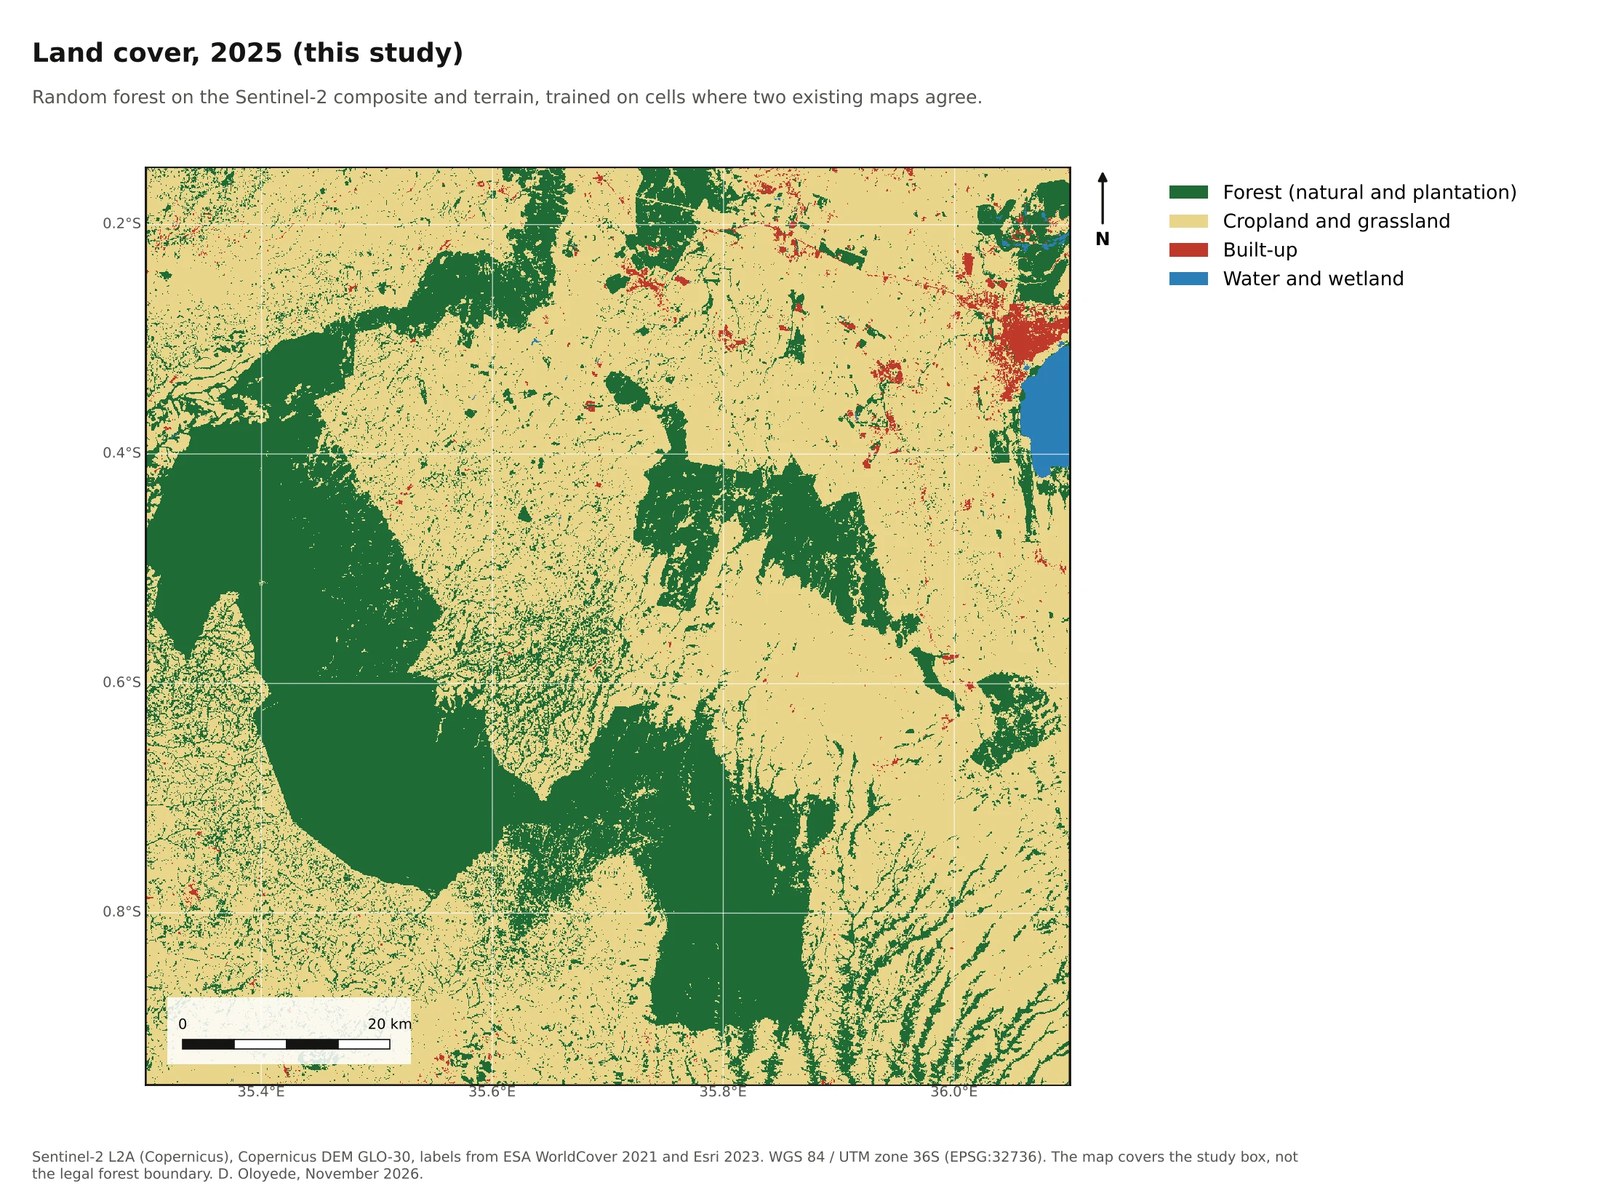 Land cover, 2025 (this study)
Random forest on the Sentinel-2 composite and terrain, trained on cells where two existing maps agree.
0.2°S
0.4°S
0.6°S
0.8°S
35.4°E
35.6°E
35.8°E
36.0°E
0
20 km
N
Forest (natural and plantation)
Cropland and grassland
Built-up
Water and wetland
Sentinel-2 L2A (Copernicus), Copernicus DEM GLO-30, labels from ESA WorldCover 2021 and Esri 2023. WGS 84 / UTM zone 36S (EPSG:32736). The map covers the study box, not
the legal forest boundary. D. Oloyede, November 2026.